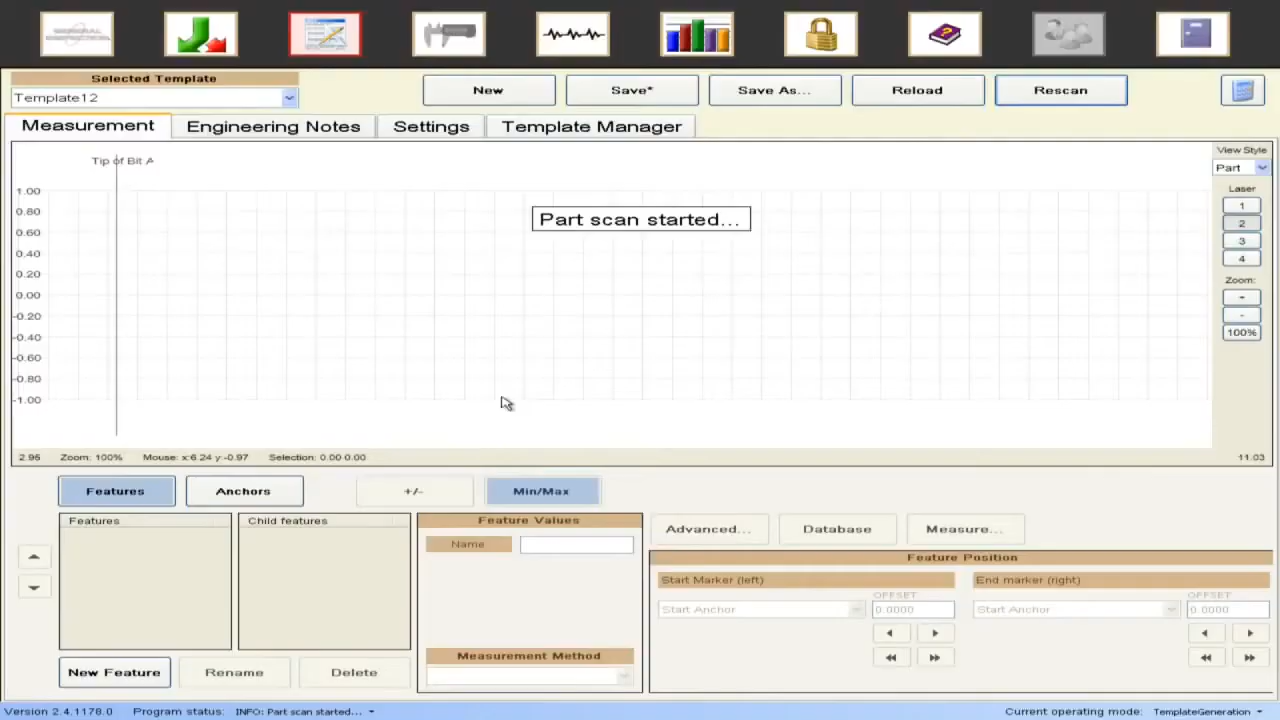 Selected Template
Template12
New
Save*
Save As...
Reload
Rescan
Measurement
Engineering Notes
Settings
Template Manager
Tip of Bit A
View Style
Part
Laser
1
2
3
4
Zoom:
-
100%
1.00
0.80
0.60
0.40
0.20
0.00
-0.20
-0.40
-0.60
-0.80
-1.00
Part scan started...
2.95 Zoom: 100% Mouse: x:6.24 y -0.97 Selection: 0.00 0.00 11.03
Features
Anchors
+/-
Min/Max
Features
Child features
Feature Values
Name
Measurement Method
Advanced...
Database
Measure...
Feature Position
Start Marker (left)
OFFSET
Start Anchor
0.0000
End marker (right)
OFFSET
Start Anchor
0.0000
New Feature
Rename
Delete
Version 2.4.1178.0 Program status: INFO: Part scan started... Current operating mode: TemplateGeneration